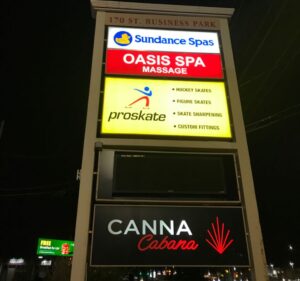 170 ST. BUSINESS PARK
Sundance Spas
OASIS SPA
MASSAGE
proskate
• HOCKEY SKATES
• FIGURE SKATES
• SKATE SHARPENING
• CUSTOM FITTINGS
CANNA
Cabana
FREE